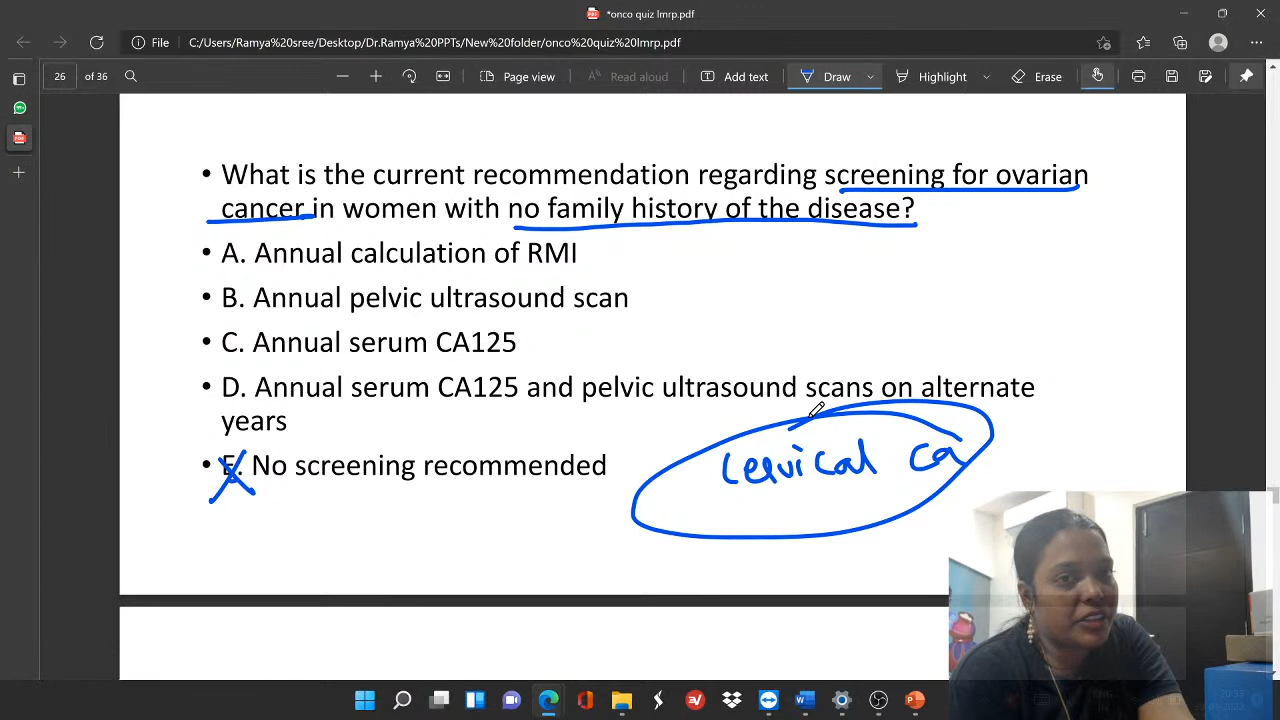 *onco quiz lmrp.pdf
File C:/Users/Ramya%20sree/Desktop/Dr.Ramya%20PPTs/New%20folder/onco%20quiz%20lmrp.pdf
26 of 36 Page view Read aloud Add text Draw Highlight Erase
• What is the current recommendation regarding screening for ovarian
cancer in women with no family history of the disease?
• A. Annual calculation of RMI
• B. Annual pelvic ultrasound scan
• C. Annual serum CA125
• D. Annual serum CA125 and pelvic ultrasound scans on alternate
years
• E. No screening recommended
Cervical Ca